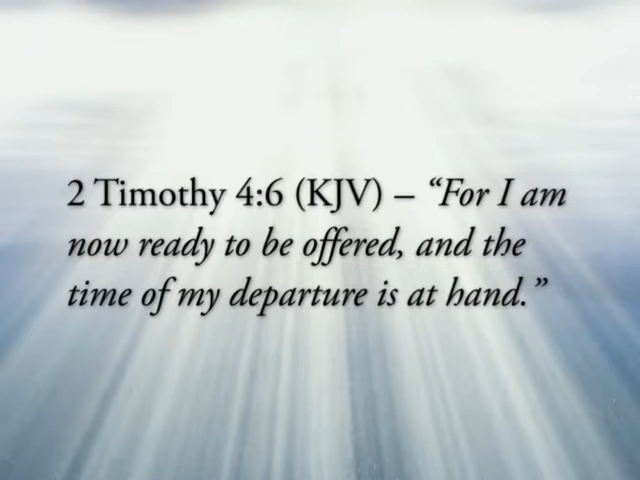 2 Timothy 4:6 (KJV) – “For I am
now ready to be offered, and the
time of my departure is at hand.”